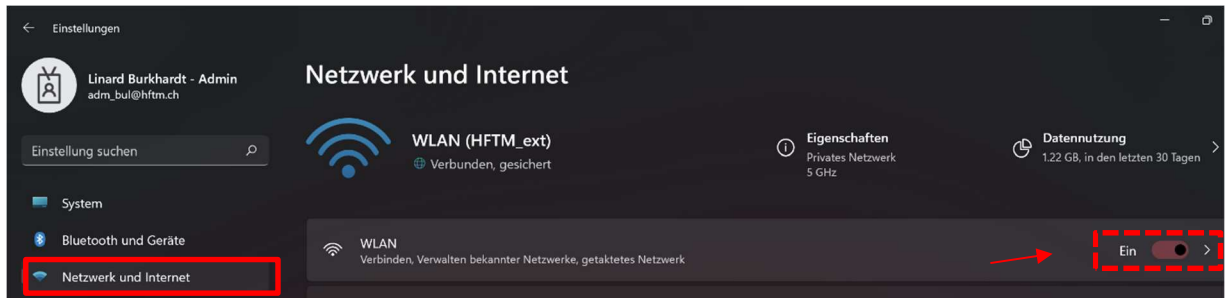 Einstellungen
Linard Burkhardt - Admin
adm_bul@hftm.ch
Einstellung suchen
System
Bluetooth und Geräte
Netzwerk und Internet
Netzwerk und Internet
WLAN (HFTM_ext)
Verbunden, gesichert
Eigenschaften
Privates Netzwerk
5 GHz
Datennutzung
1.22 GB, in den letzten 30 Tagen
WLAN
Verbinden, Verwalten bekannter Netzwerke, getaktetes Netzwerk
Ein